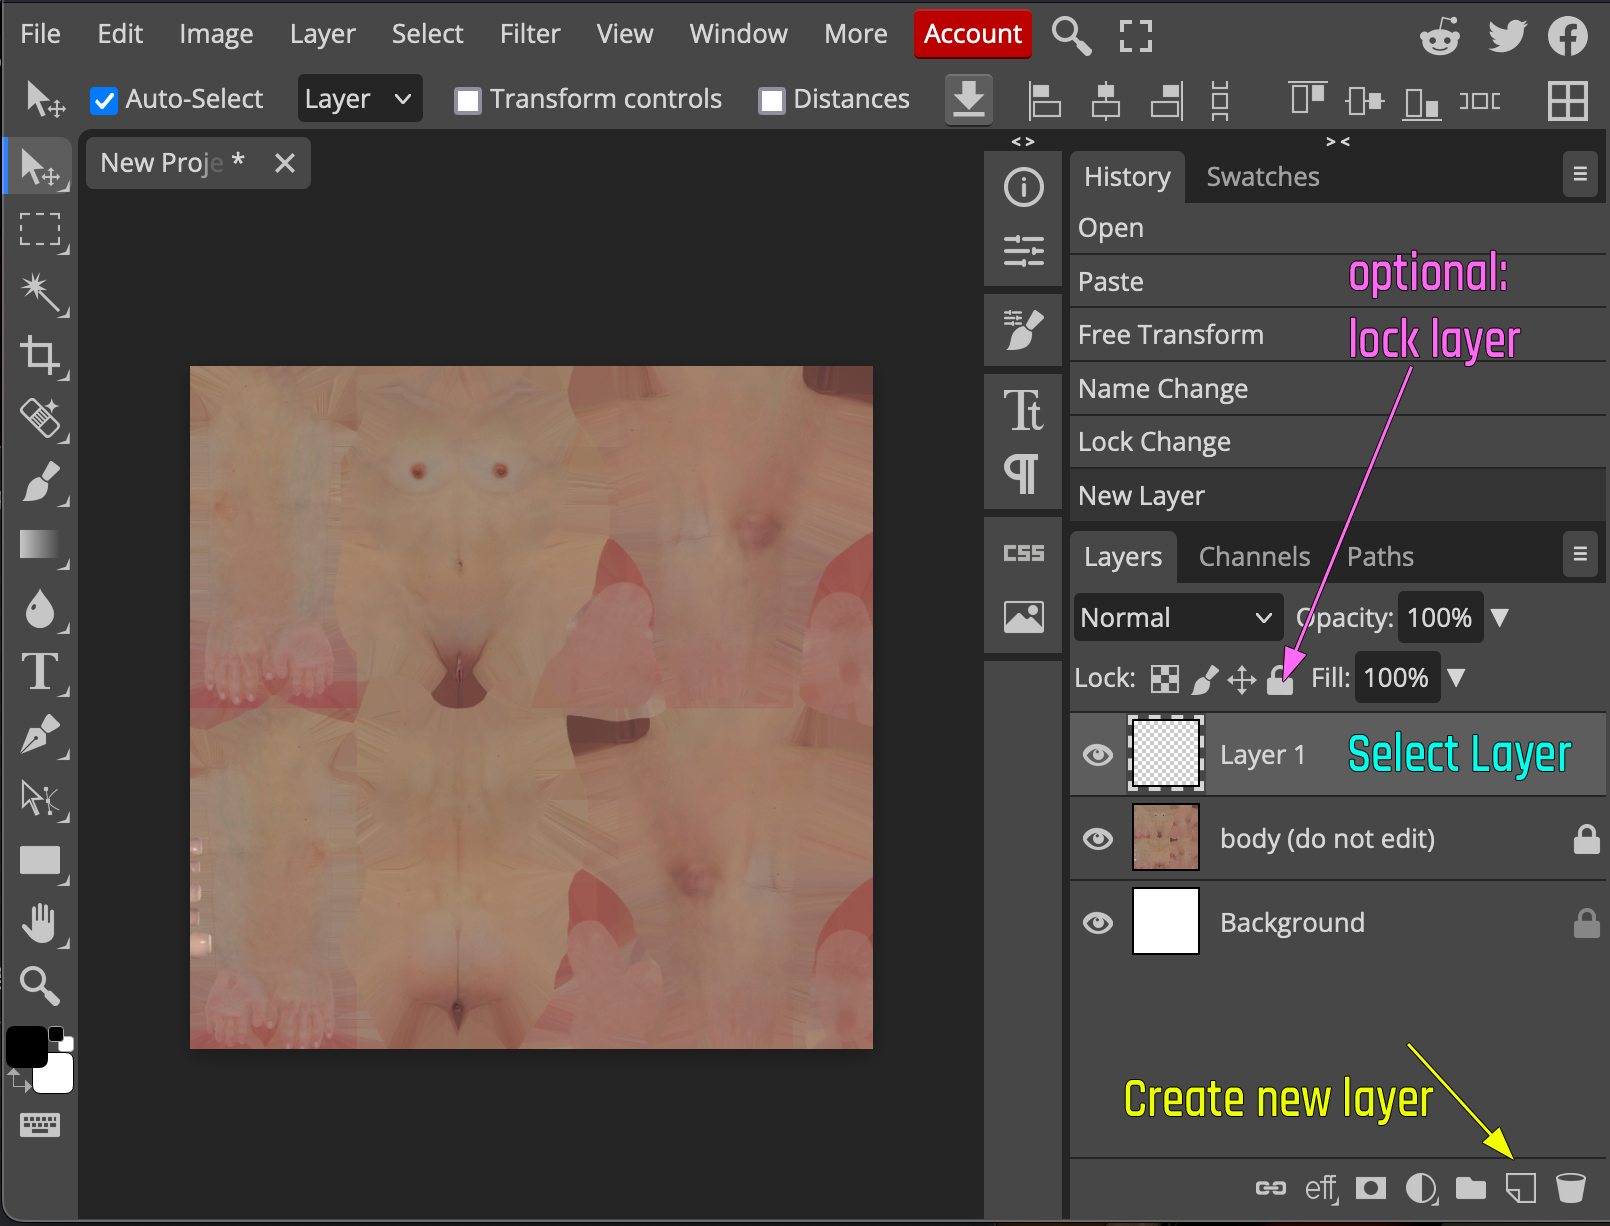 File Edit Image Layer Select Filter View Window More Account
Auto-Select Layer Transform controls Distances
New Proje *
< >
> <
History Swatches
Open
Paste
Free Transform
Name Change
Lock Change
New Layer
optional:
lock layer
Tt
¶
CSS
Layers Channels Paths
Normal Opacity: 100%
Lock: Fill: 100%
Layer 1
Select Layer
body (do not edit)
Background
T
Create new layer
eff